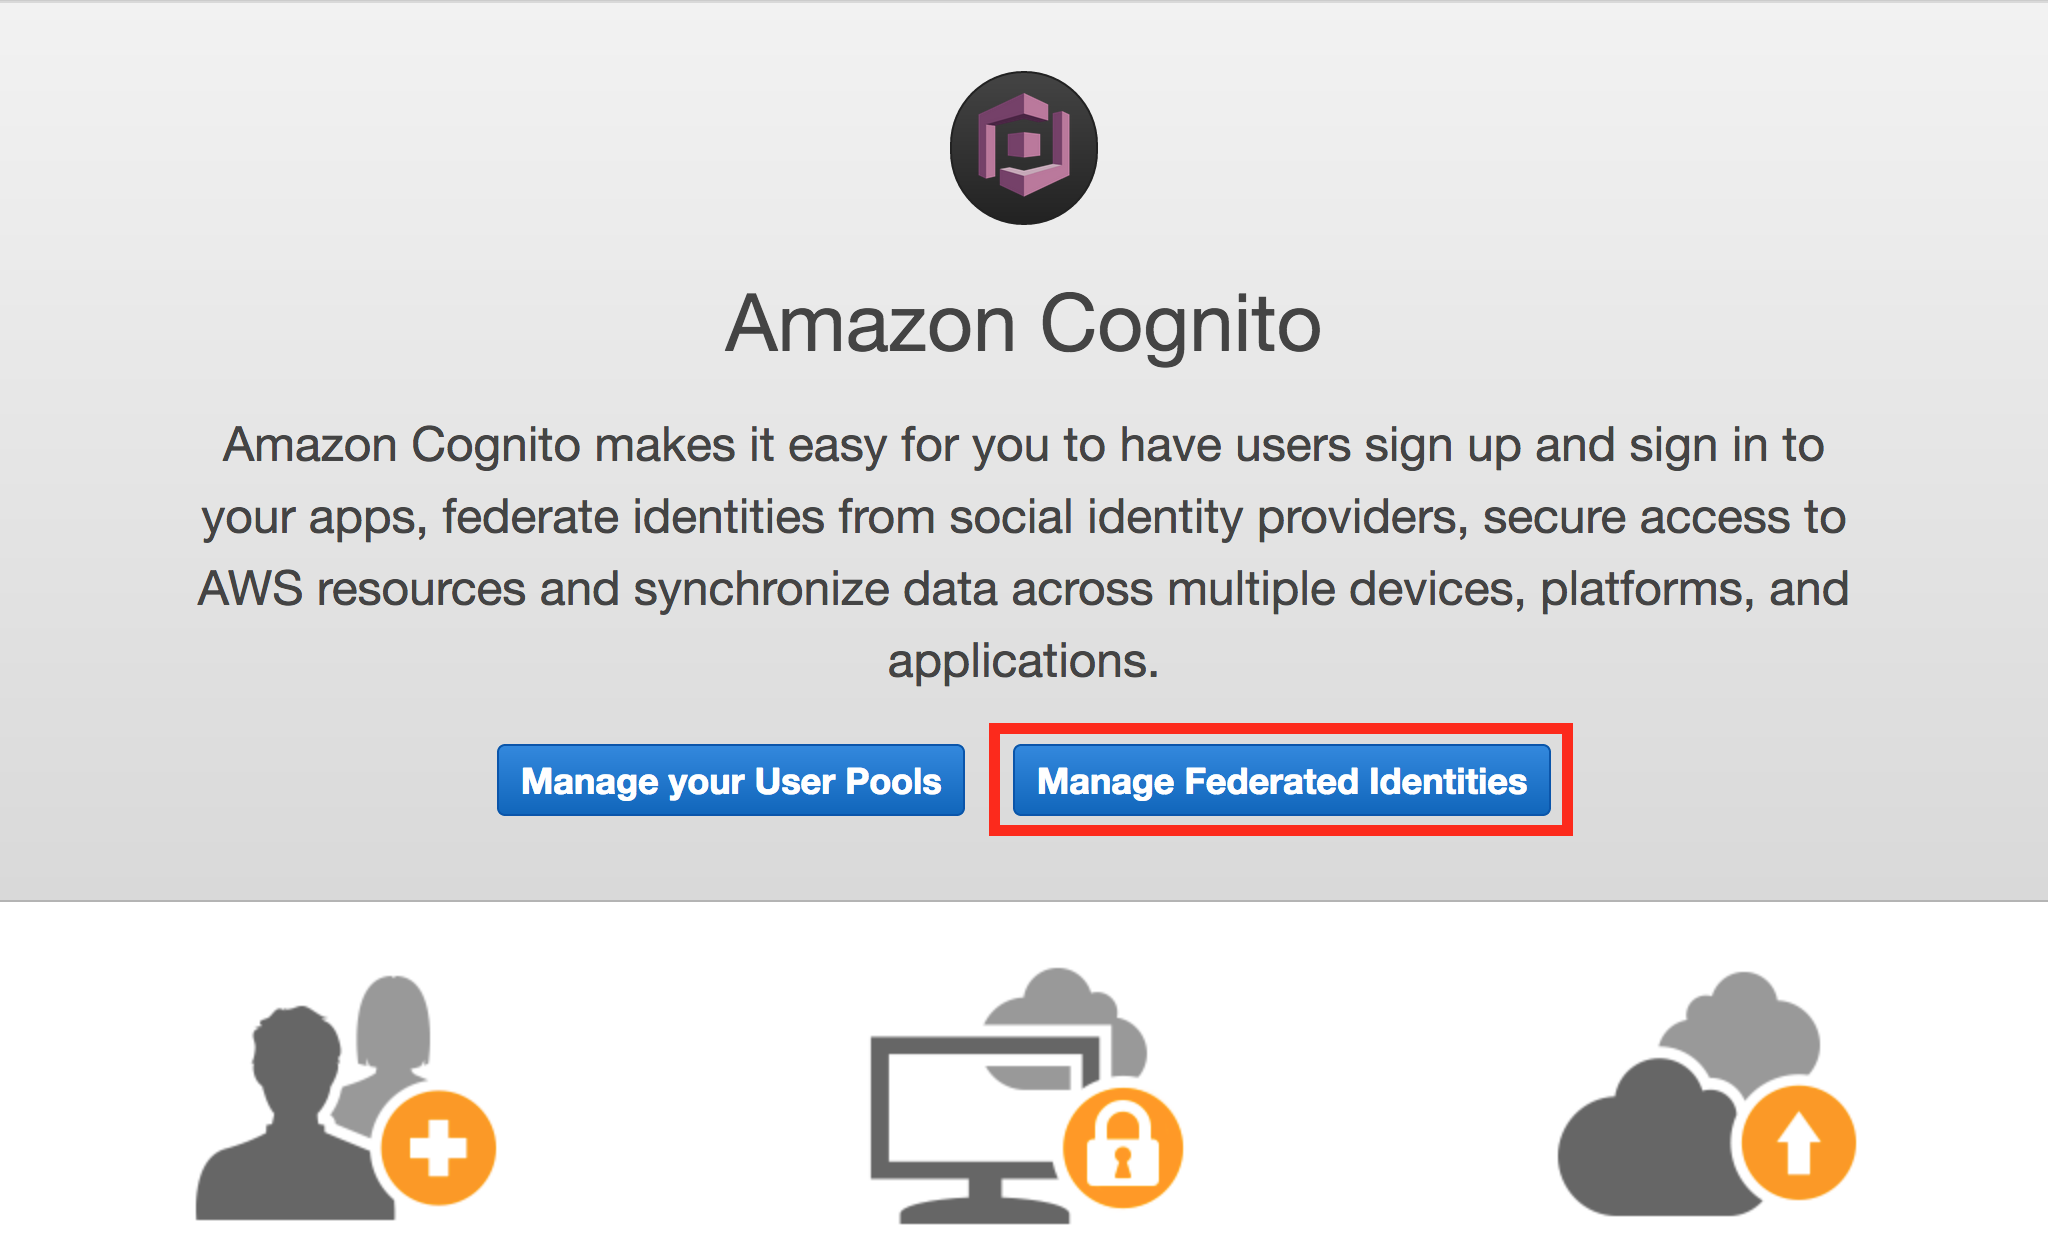 Amazon Cognito
Amazon Cognito makes it easy for you to have users sign up and sign in to
your apps, federate identities from social identity providers, secure access to
AWS resources and synchronize data across multiple devices, platforms, and
applications.
Manage your User Pools
Manage Federated Identities